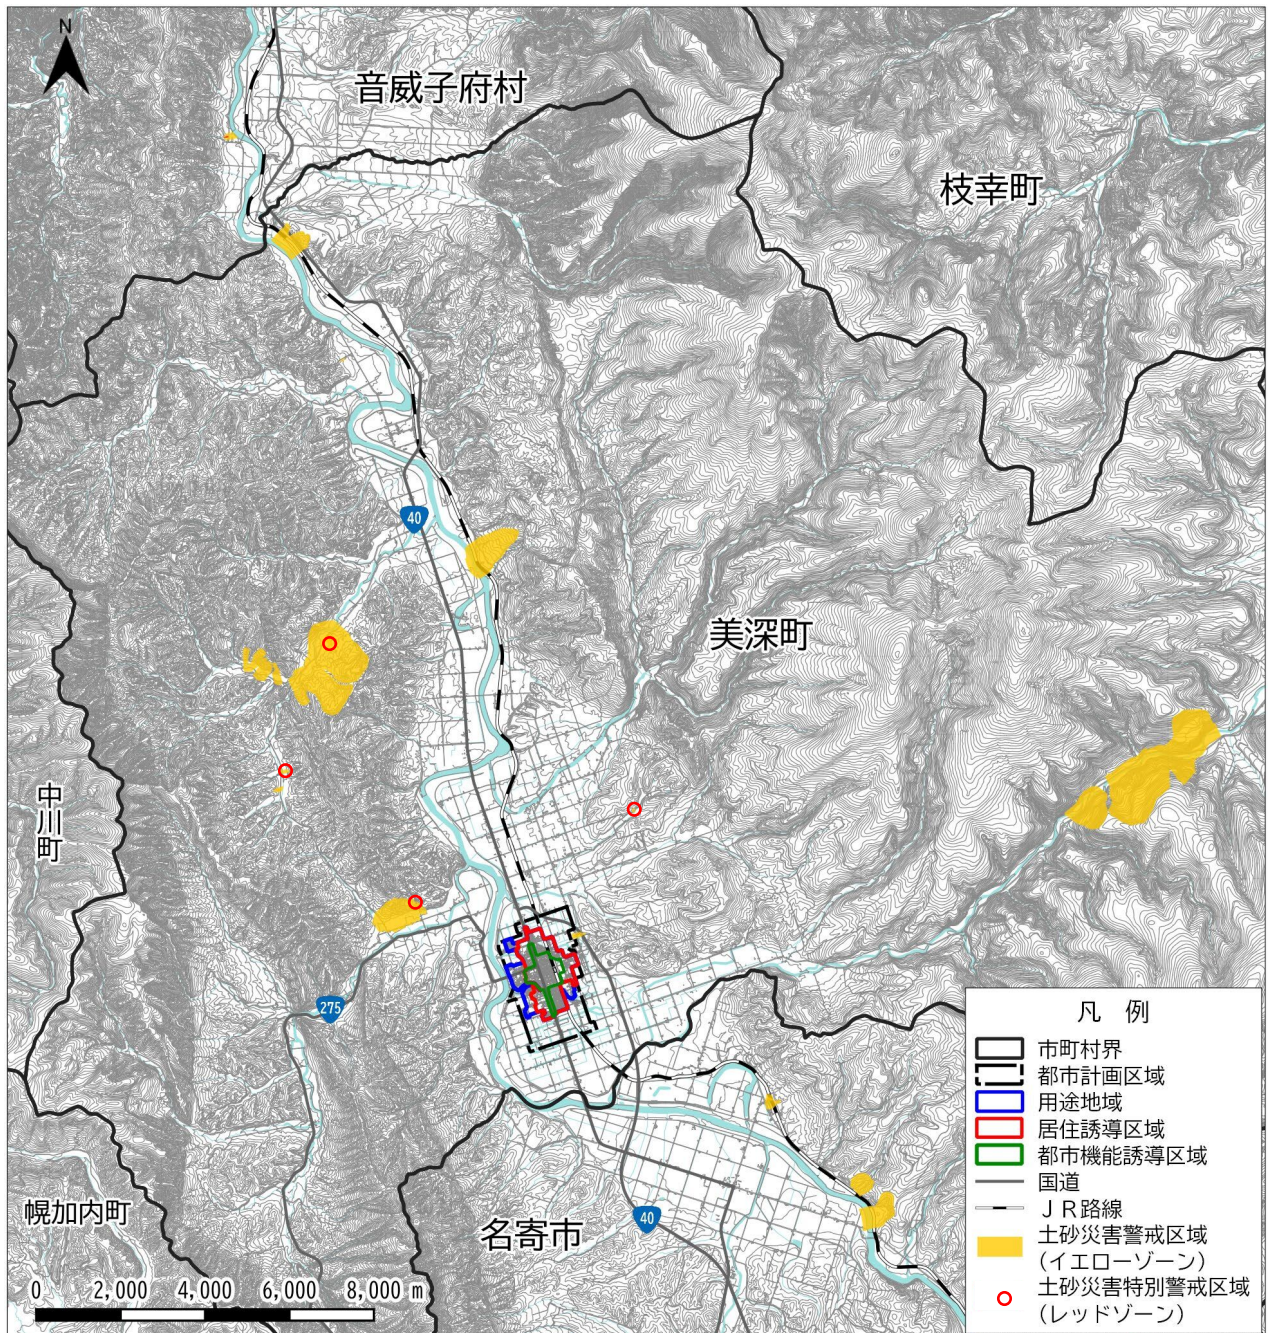 N
音威子府村
枝幸町
40
美深町
中川町
275
幌加内町
名寄市
40
0 2,000 4,000 6,000 8,000 m
凡 例
市町村界
都市計画区域
用途地域
居住誘導区域
都市機能誘導区域
国道
ＪＲ路線
土砂災害警戒区域
(イエローゾーン)
土砂災害特別警戒区域
(レッドゾーン)